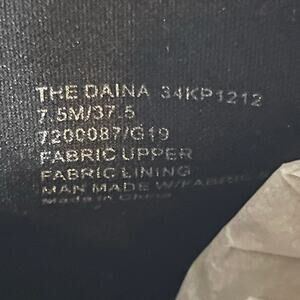 THE DAINA 34KP1212
7.5M/37.5
7200087/G19
FABRIC UPPER
FABRIC LINING
MAN MADE W/FABRIC
Made in China